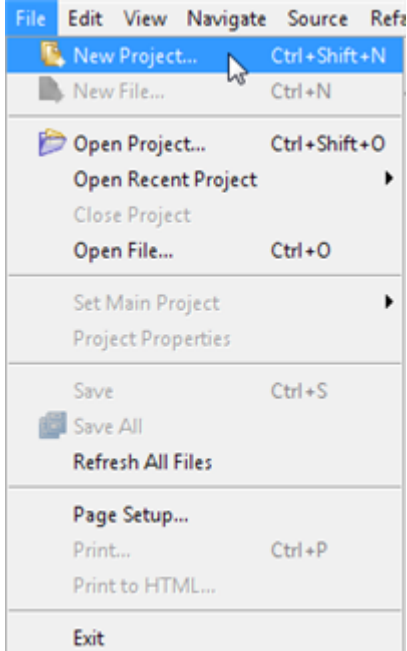 File Edit View Navigate Source Refa
New Project... Ctrl+Shift+N
New File... Ctrl+N
Open Project... Ctrl+Shift+O
Open Recent Project
Close Project
Open File... Ctrl+O
Set Main Project
Project Properties
Save Ctrl+S
Save All
Refresh All Files
Page Setup...
Print... Ctrl+P
Print to HTML...
Exit